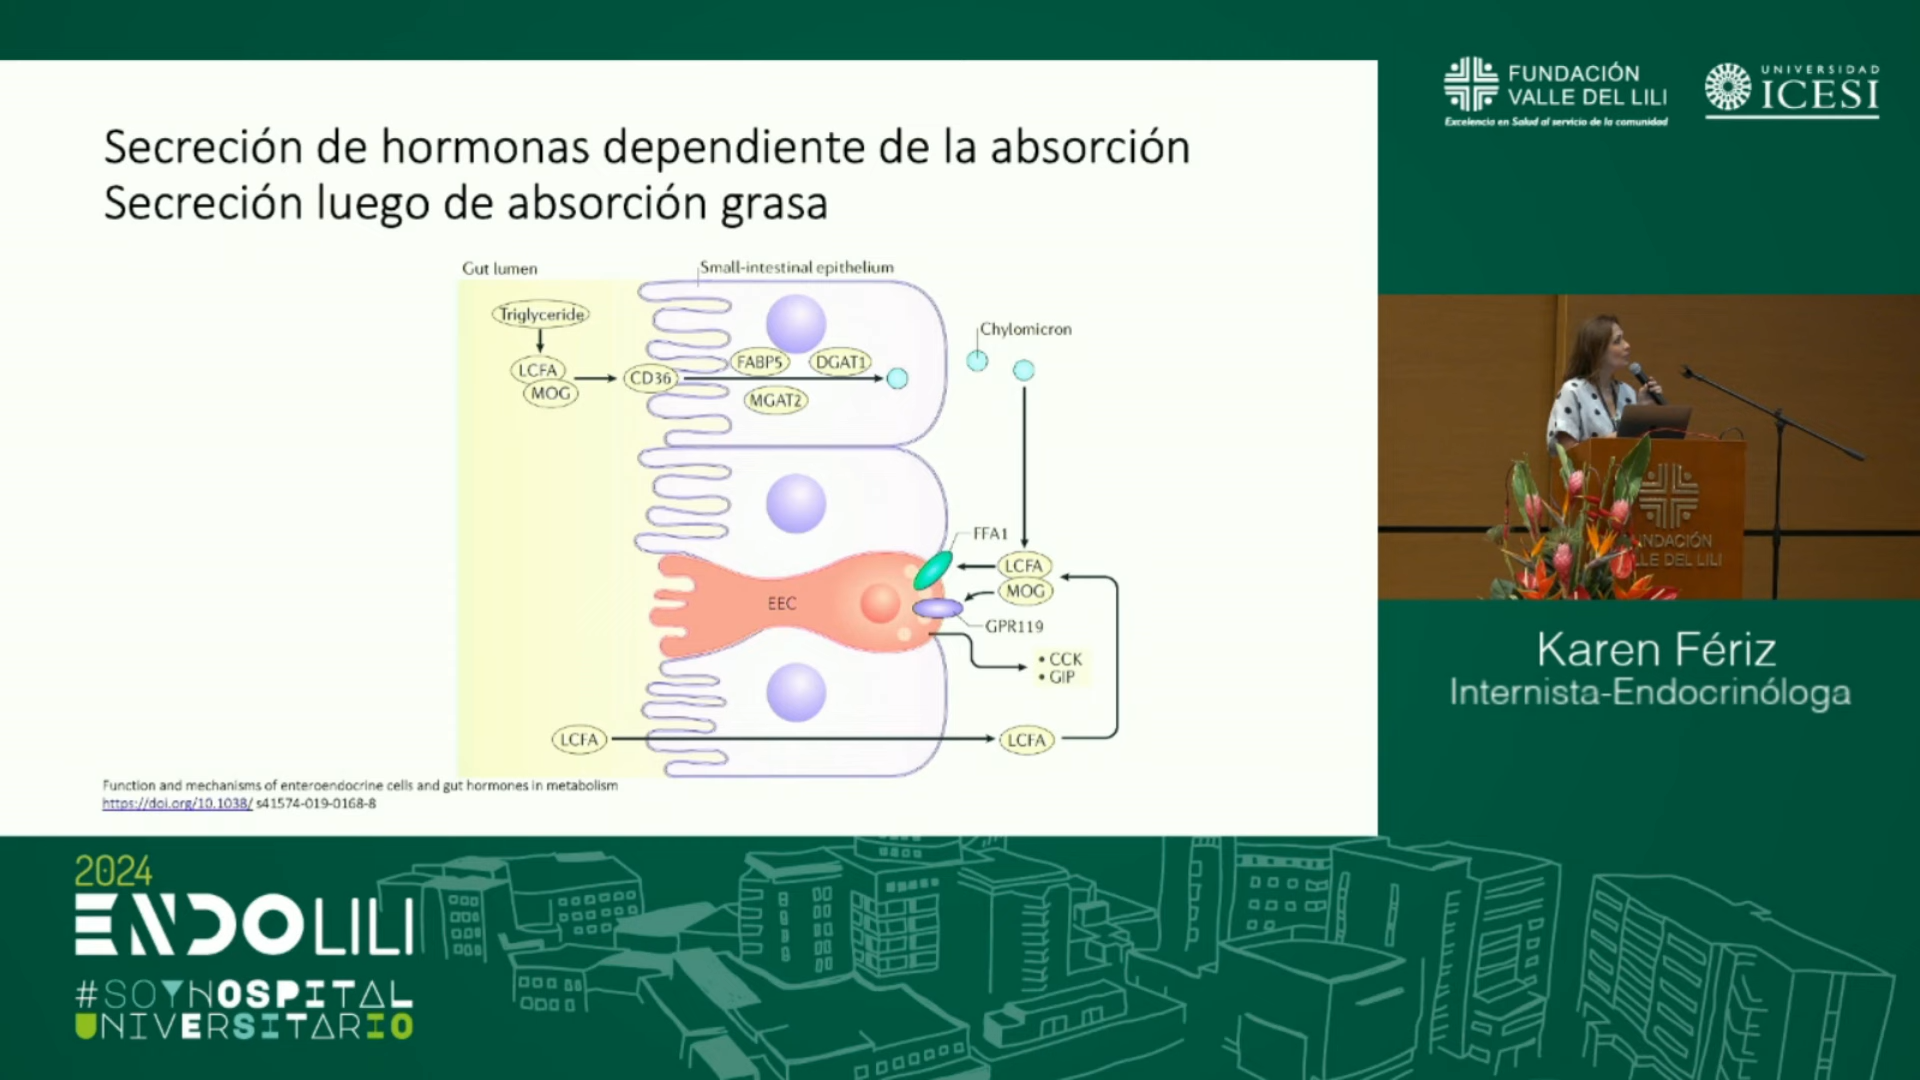 Secreción de hormonas dependiente de la absorción
Secreción luego de absorción grasa
Gut lumen
Small-intestinal epithelium
Triglyceride
LCFA
MOG
CD36
FABP5
DGAT1
MGAT2
Chylomicron
FFA1
LCFA
MOG
EEC
GPR119
• CCK
• GIP
LCFA
LCFA
Function and mechanisms of enteroendocrine cells and gut hormones in metabolism
https://doi.org/10.1038/ s41574-019-0168-8
FUNDACIÓN
VALLE DEL LILI
Excelencia en Salud al servicio de la comunidad
UNIVERSIDAD
ICESI
NDACIÓN
LLE DEL LILI
Karen Fériz
Internista-Endocrinóloga
2024
ENDOLILI
#SOYHOSPITAL
UNIVERSITARIO